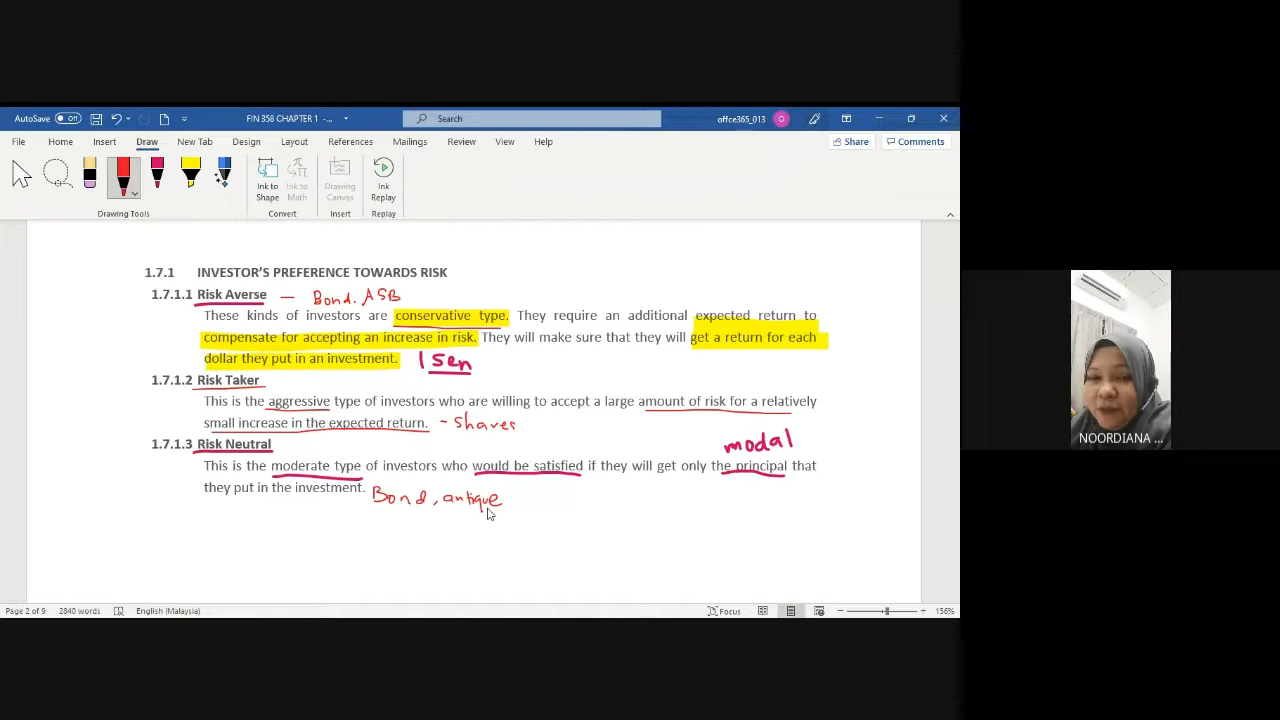 AutoSave Off FIN 358 CHAPTER 1 -... Search offce365_013
File Home Insert Draw New Tab Design Layout References Mailings Review View Help Share Comments
Ink to Shape Ink to Math Drawing Canvas Ink Replay
Drawing Tools Convert Insert Replay
1.7.1 INVESTOR'S PREFERENCE TOWARDS RISK
1.7.1.1 Risk Averse — Bond. ASB
These kinds of investors are conservative type. They require an additional expected return to
compensate for accepting an increase in risk. They will make sure that they will get a return for each
dollar they put in an investment. 1 Sen
1.7.1.2 Risk Taker
This is the aggressive type of investors who are willing to accept a large amount of risk for a relatively
small increase in the expected return. - shares
1.7.1.3 Risk Neutral
modal
This is the moderate type of investors who would be satisfied if they will get only the principal that
they put in the investment. Bond, antique
NOORDIANA ...
Page 2 of 9 2840 words English (Malaysia) Focus 156%